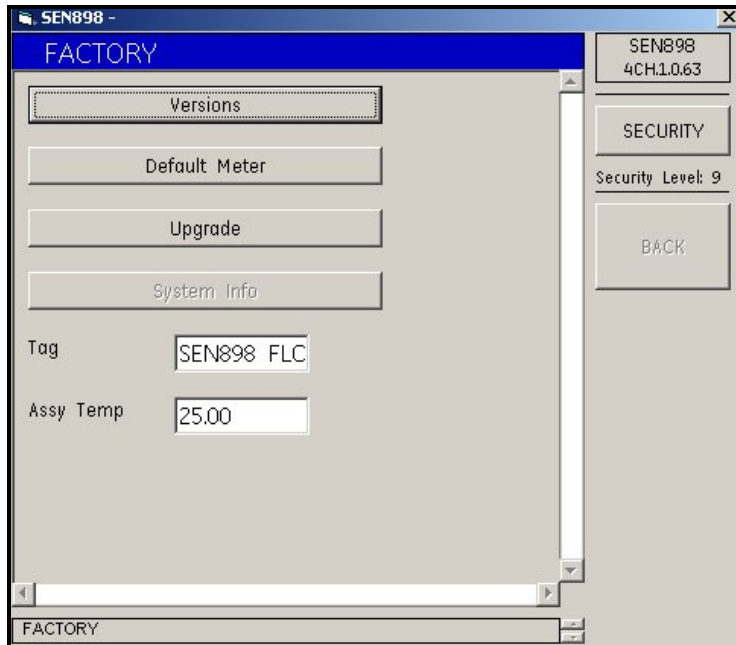 SEN898 -
FACTORY
SEN898
4CH.1.0.63
Versions
SECURITY
Default Meter
Security Level: 9
Upgrade
BACK
System Info
Tag
SEN898 FLC
Assy Temp
25.00
FACTORY